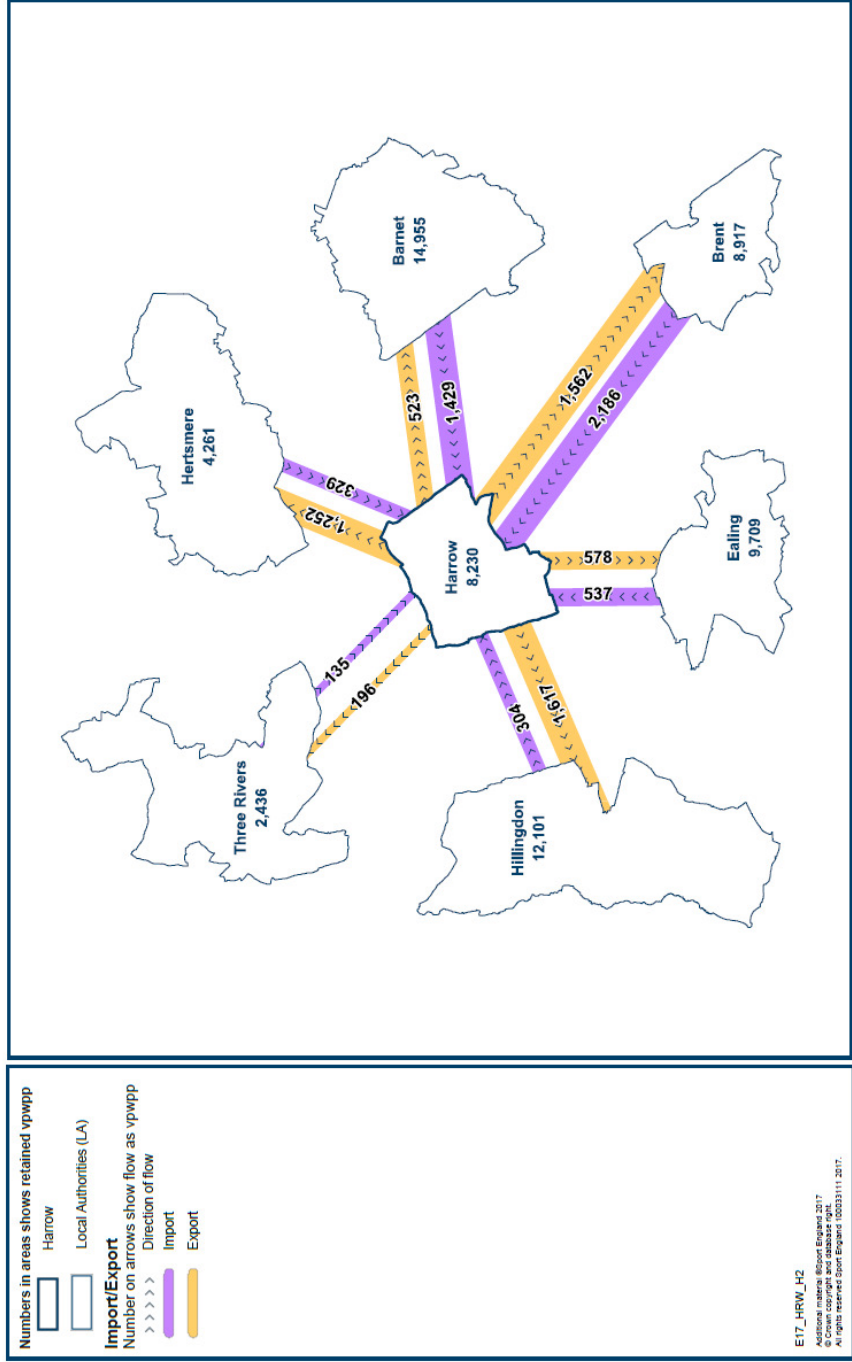 Numbers in areas shows retained vpwpp
Harrow
Local Authorities (LA)
Import/Export
Number on arrows show flow as vpwpp
> > > > > Direction of flow
Import
Export
E17_HRW_H2
Additional material ©Sport England 2017
© Crown copyright and database right.
All rights reserved Sport England 100033111 2017.
Three Rivers
2,436
Hertsmere
4,261
Barnet
14,955
Brent
8,917
Ealing
9,709
Hillingdon
12,101
Harrow
8,230
135
196
1,252
329
523
1,429
1,562
2,186
578
537
304
1,617